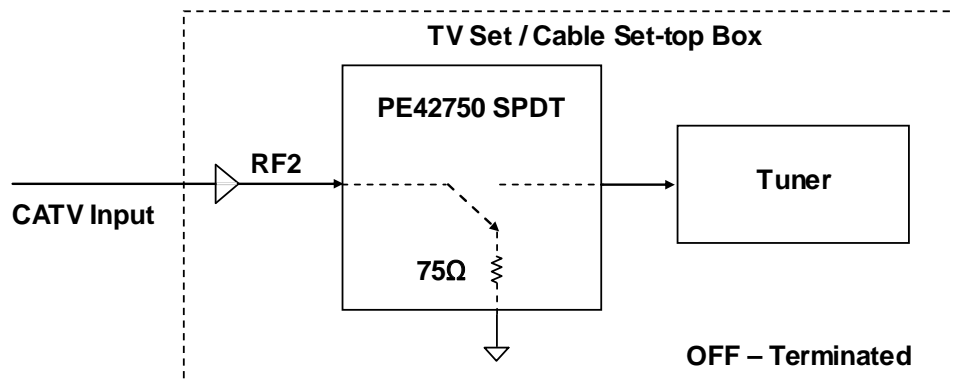 TV Set / Cable Set-top Box
PE42750 SPDT
RF2
Tuner
CATV Input
75Ω
OFF – Terminated